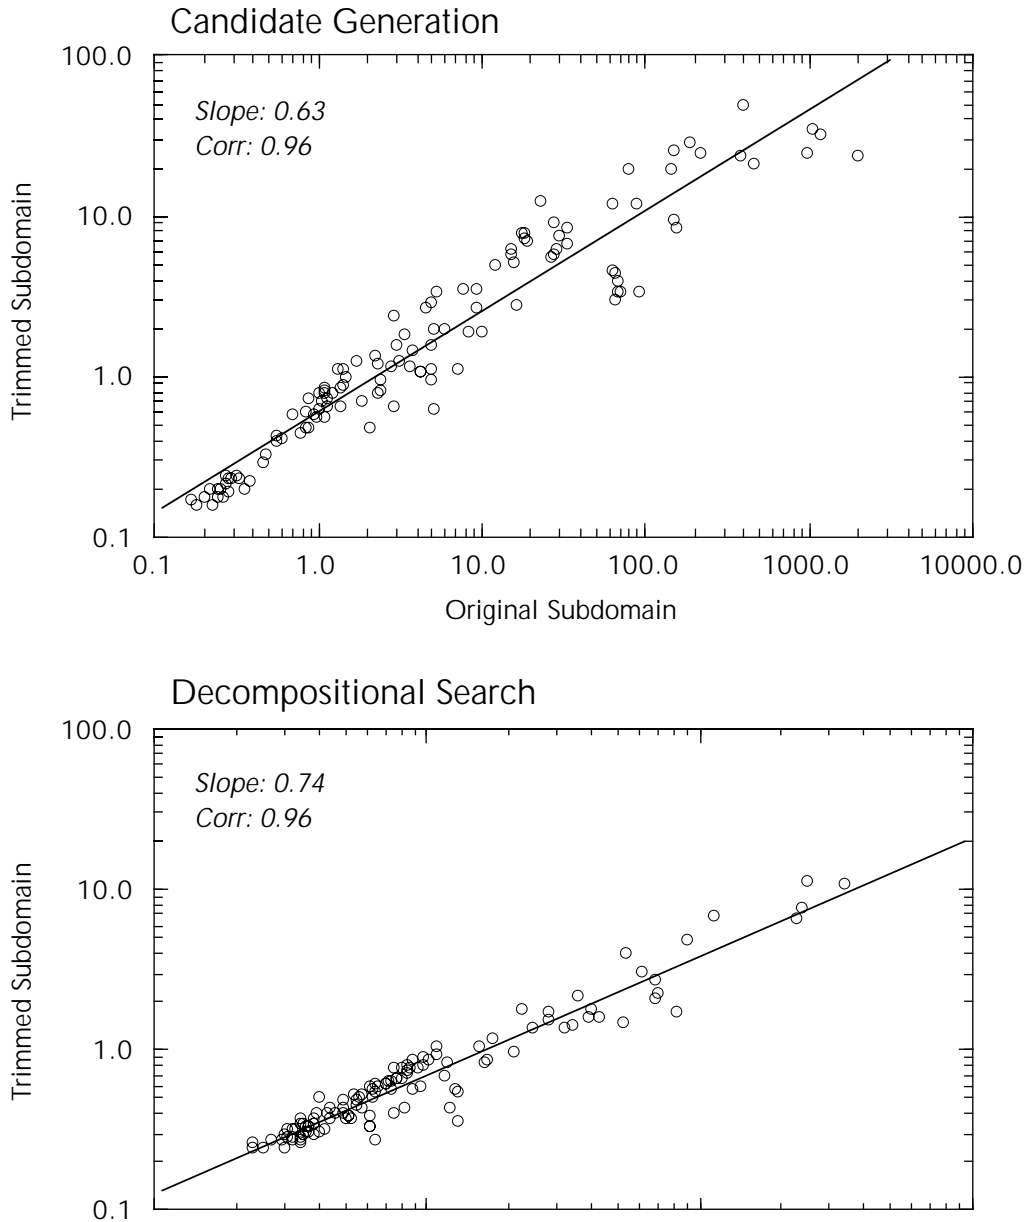 Candidate Generation
100.0
Slope: 0.63
Corr: 0.96
10.0
Trimmed Subdomain
1.0
0.1
0.1 1.0 10.0 100.0 1000.0 10000.0
Original Subdomain
Decompositional Search
100.0
Slope: 0.74
Corr: 0.96
10.0
Trimmed Subdomain
1.0
0.1